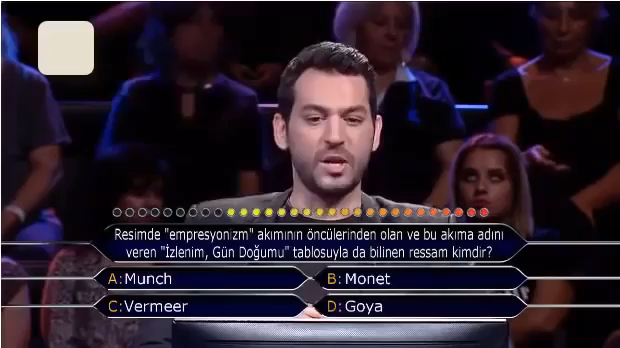 Resimde "empresyonizm" akımının öncülerinden olan ve bu akıma adını
veren "İzlenim, Gün Doğumu" tablosuyla da bilinen ressam kimdir?
A:Munch
B:Monet
C:Vermeer
D:Goya